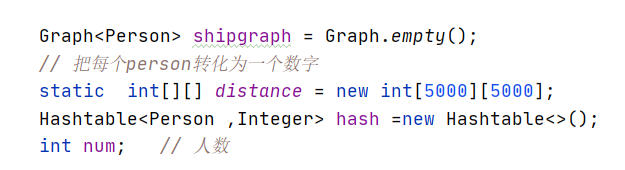 Graph<Person> shipgraph = Graph.empty();
// 把每个person转化为一个数字
static  int[][] distance = new int[5000][5000];
Hashtable<Person ,Integer> hash =new Hashtable<>();
int num;   // 人数